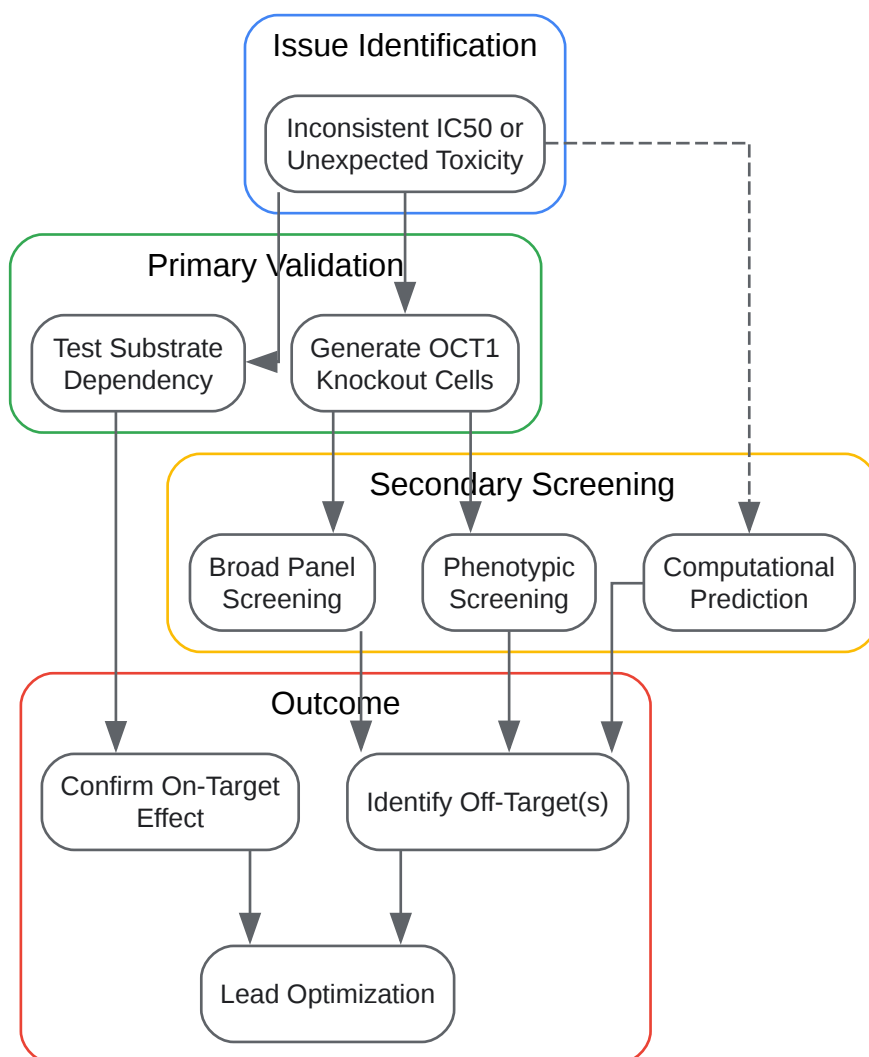 Issue Identification
Inconsistent IC50 or
Unexpected Toxicity
Primary Validation
Test Substrate
Dependency
Generate OCT1
Knockout Cells
Secondary Screening
Broad Panel
Screening
Phenotypic
Screening
Computational
Prediction
Outcome
Confirm On-Target
Effect
Identify Off-Target(s)
Lead Optimization